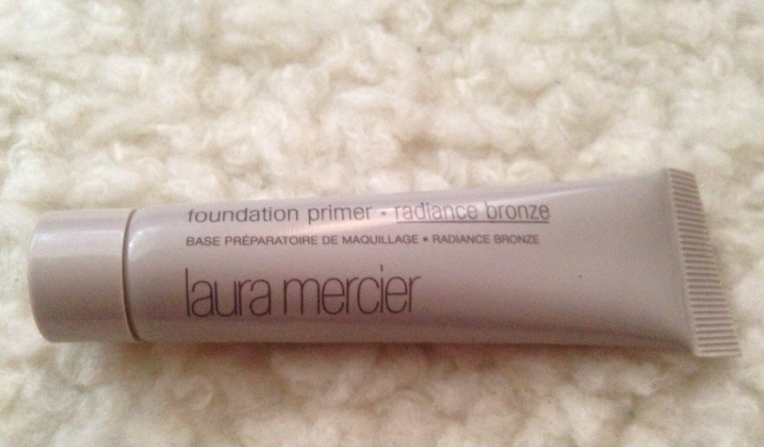 foundation primer • radiance bronze
BASE PRÉPARATOIRE DE MAQUILLAGE • RADIANCE BRONZE
laura mercier